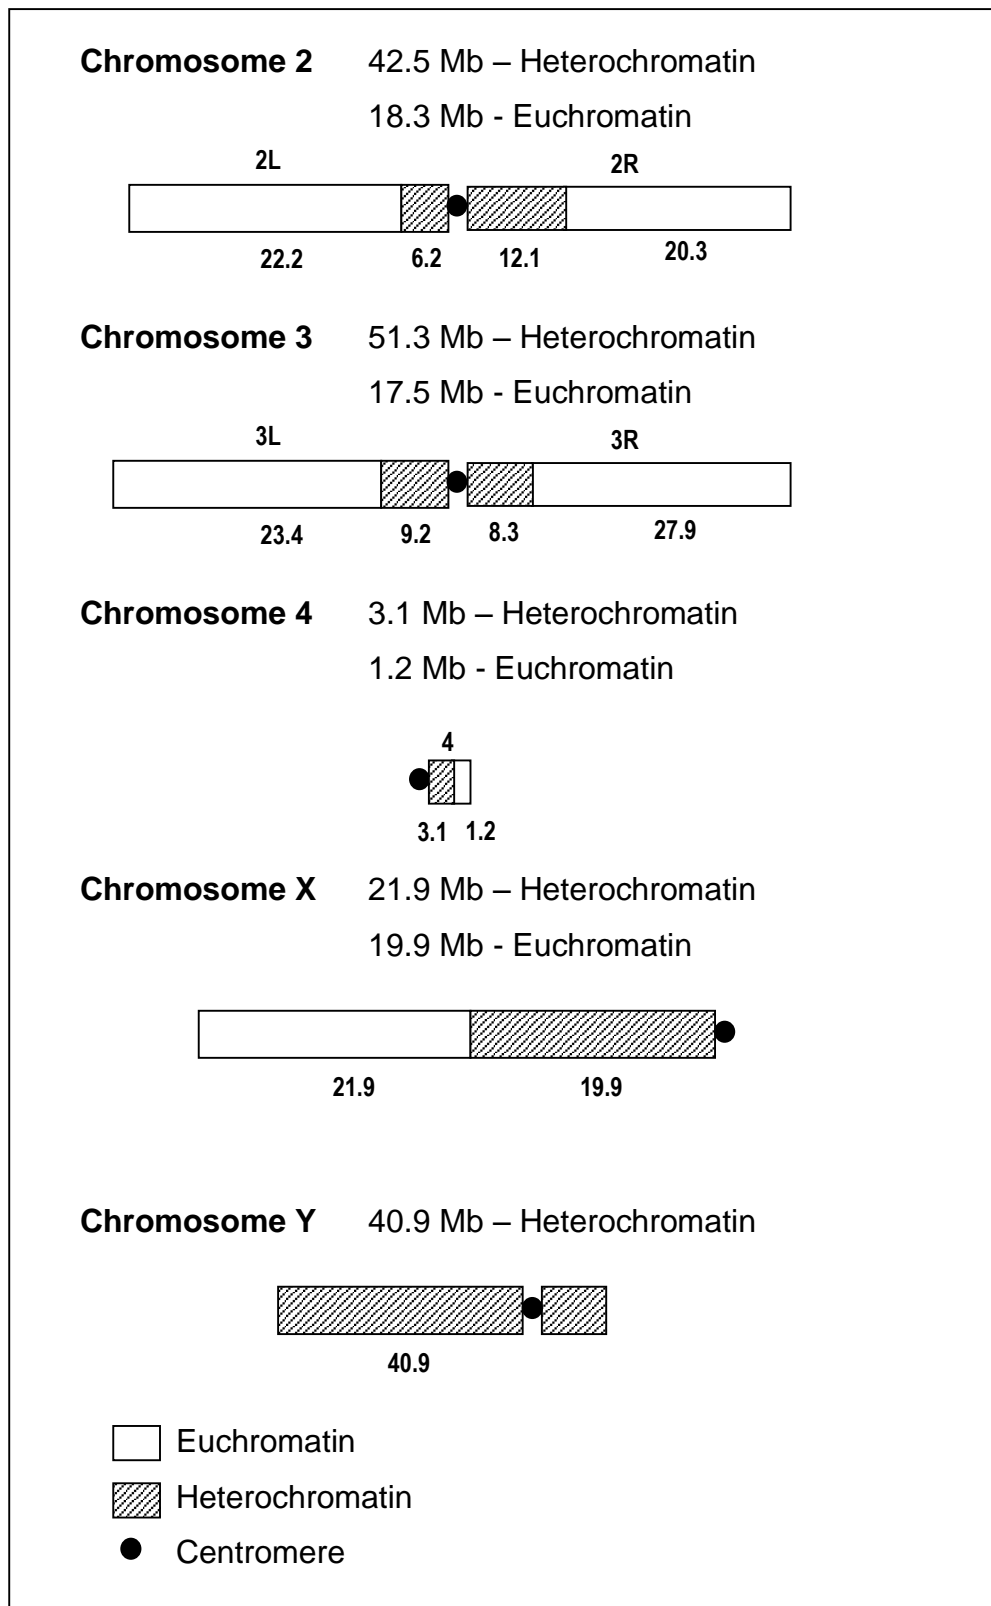 Chromosome 2 42.5 Mb – Heterochromatin
18.3 Mb - Euchromatin
2L 2R
22.2 6.2 12.1 20.3
Chromosome 3 51.3 Mb – Heterochromatin
17.5 Mb - Euchromatin
3L 3R
23.4 9.2 8.3 27.9
Chromosome 4 3.1 Mb – Heterochromatin
1.2 Mb - Euchromatin
4
3.1 1.2
Chromosome X 21.9 Mb – Heterochromatin
19.9 Mb - Euchromatin
21.9 19.9
Chromosome Y 40.9 Mb – Heterochromatin
40.9
Euchromatin
Heterochromatin
Centromere